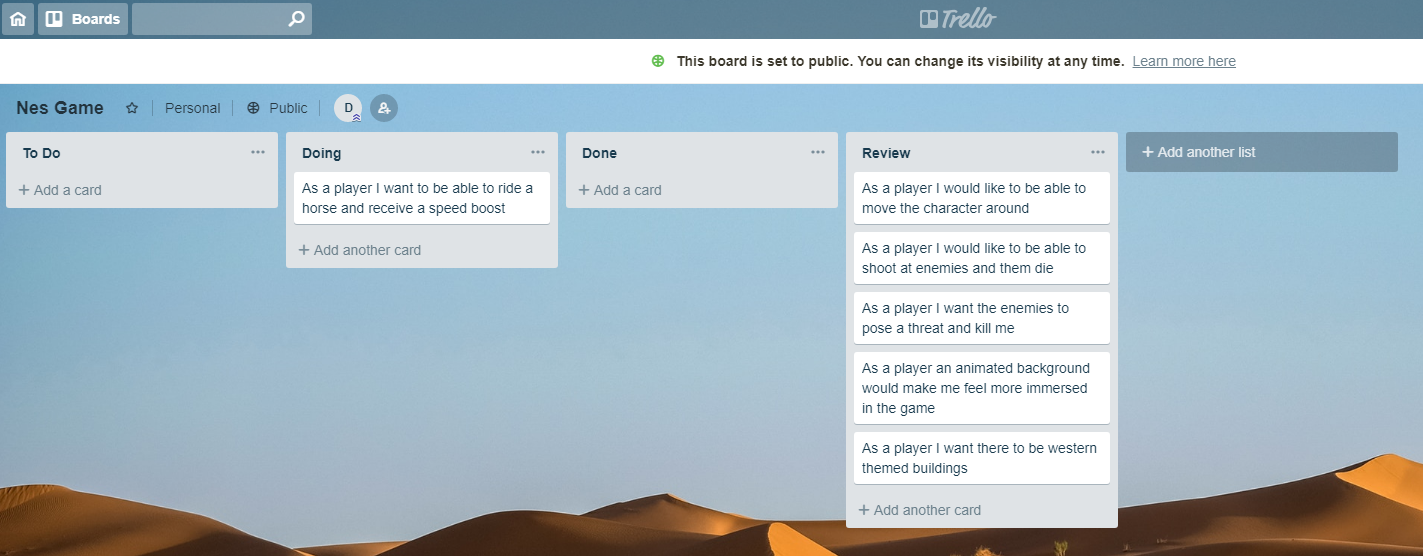 Boards
Trello
This board is set to public. You can change its visibility at any time. Learn more here
Nes Game
Personal
Public
D
To Do
+ Add a card
Doing
As a player I want to be able to ride a
horse and receive a speed boost
+ Add another card
Done
+ Add a card
Review
As a player I would like to be able to
move the character around
As a player I would like to be able to
shoot at enemies and them die
As a player I want the enemies to
pose a threat and kill me
As a player an animated background
would make me feel more immersed
in the game
As a player I want there to be western
themed buildings
+ Add another card
+ Add another list